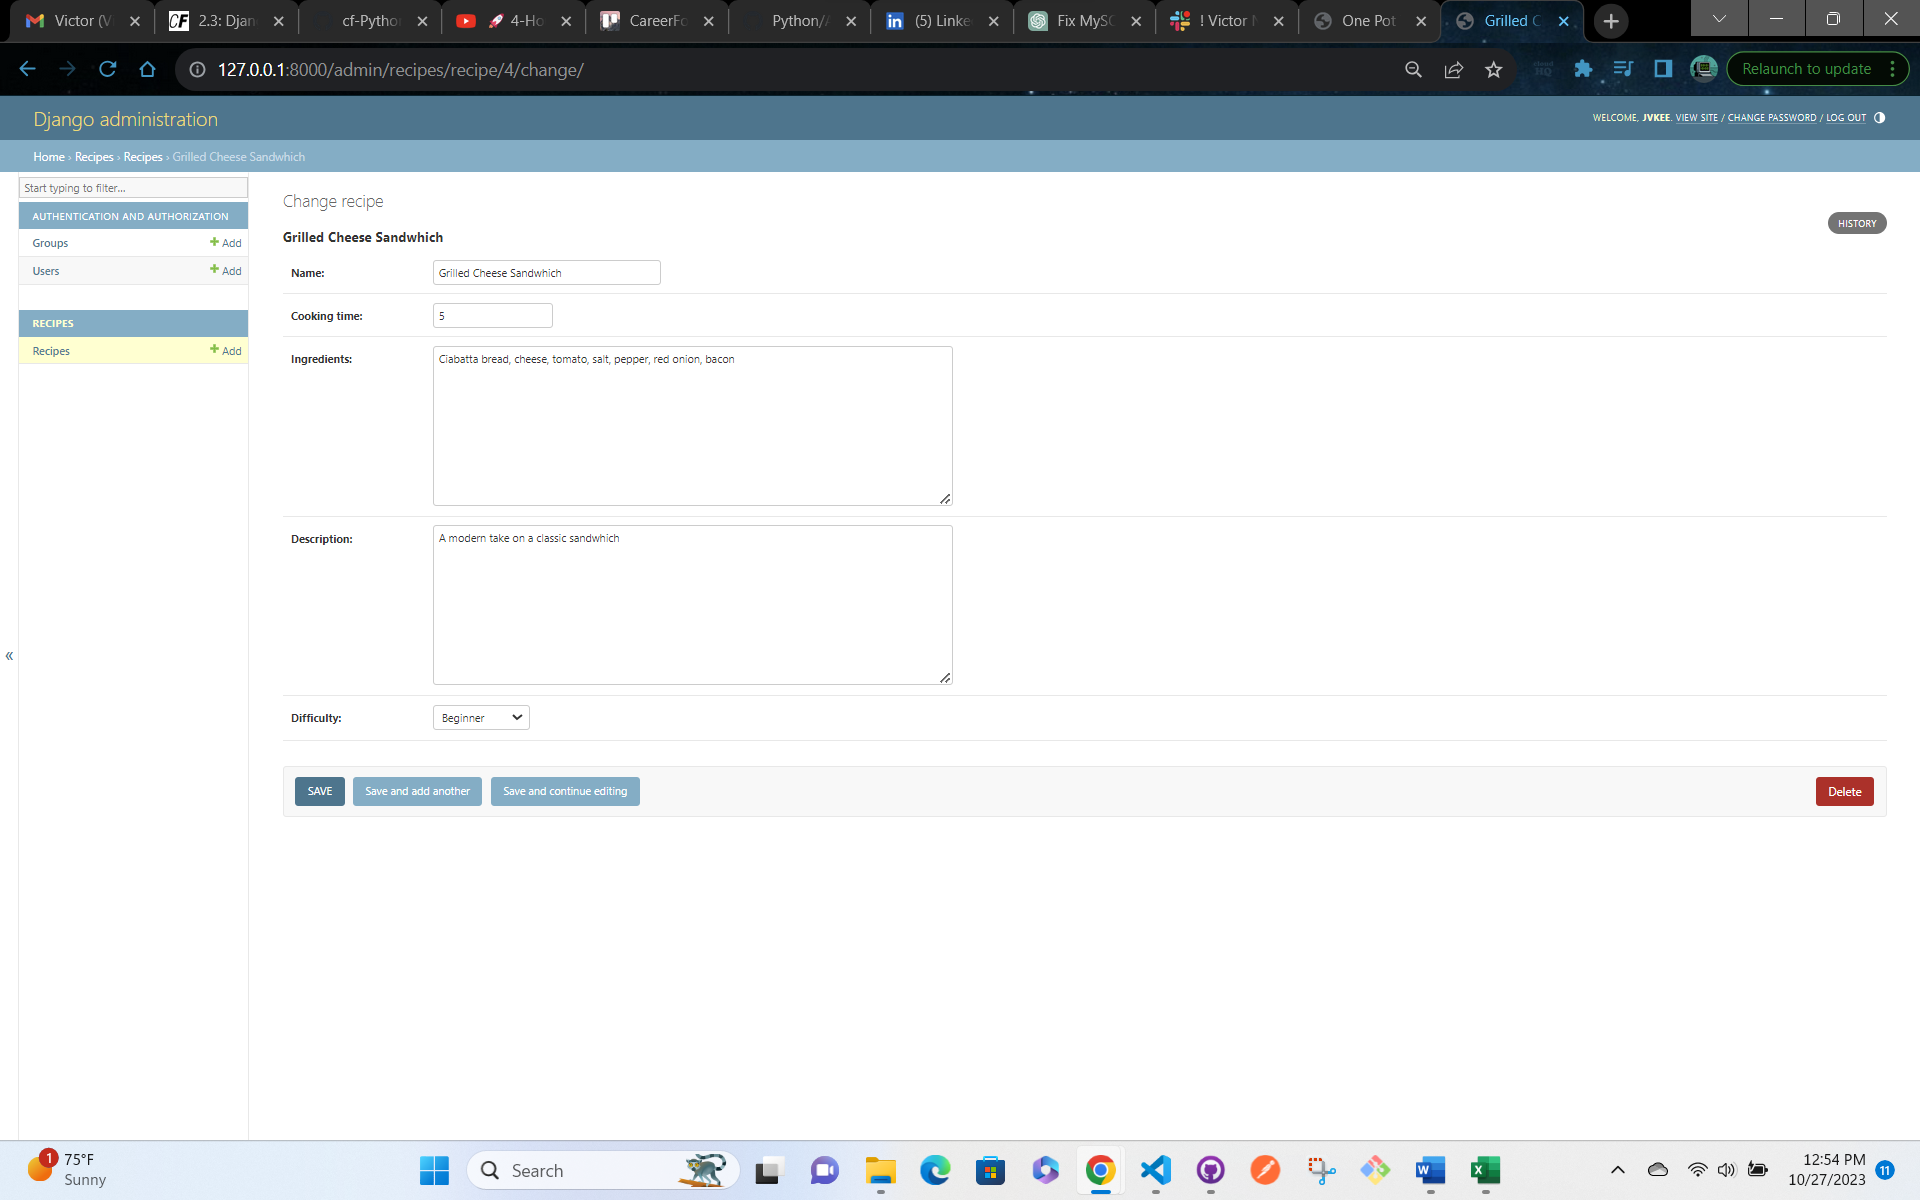 Victor (V
CF 2.3: Djan
cf-Pytho
4-Ho
CareerFo
Python/A
in (5) Linke
Fix MySQ
! Victor
One Pot
Grilled C
127.0.0.1:8000/admin/recipes/recipe/4/change/
Relaunch to update
Django administration
WELCOME, JVKEE. VIEW SITE / CHANGE PASSWORD / LOG OUT
Home › Recipes › Recipes › Grilled Cheese Sandwhich
Start typing to filter...
AUTHENTICATION AND AUTHORIZATION
Groups Add
Users Add
RECIPES
Recipes Add
«
Change recipe
HISTORY
Grilled Cheese Sandwhich
Name: Grilled Cheese Sandwhich
Cooking time: 5
Ingredients: Ciabatta bread, cheese, tomato, salt, pepper, red onion, bacon
Description: A modern take on a classic sandwhich
Difficulty: Beginner
SAVE Save and add another Save and continue editing Delete
1
75°F
Sunny
Search
12:54 PM
10/27/2023
11